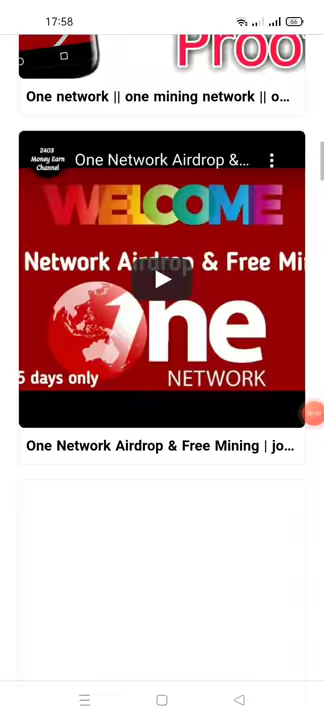 17:58
66
Proo
One network || one mining network || o...
2403
Money Earn
Channel
One Network Airdrop &...
WELCOME
Network Airdrop & Free Mi
One
NETWORK
5 days only
One Network Airdrop & Free Mining | jo...